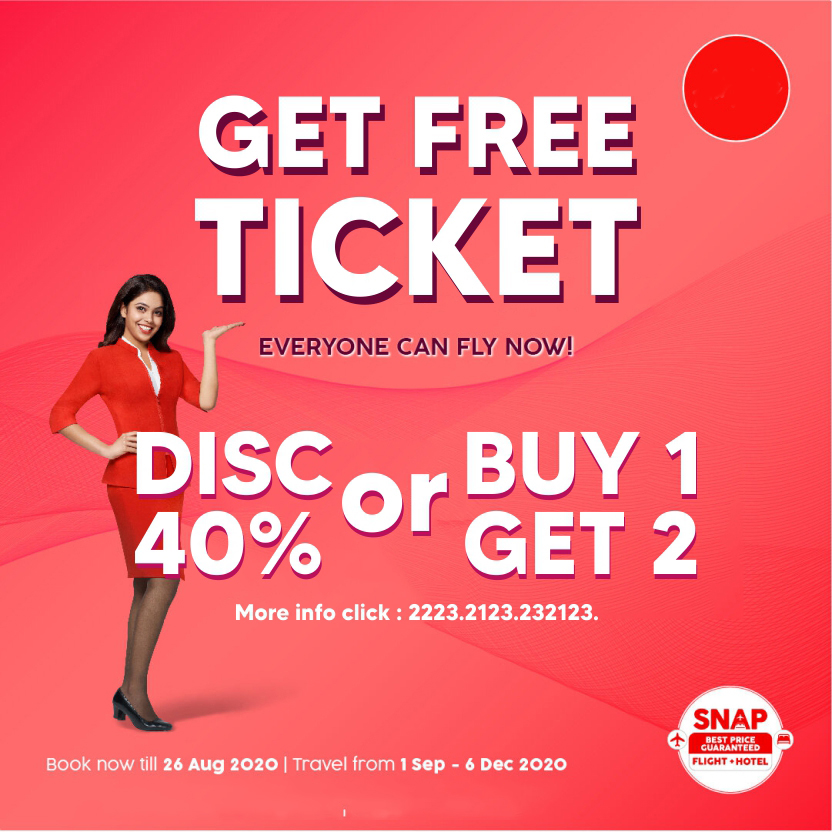 GET FREE
TICKET
EVERYONE CAN FLY NOW!
DISC
40%
or
BUY 1
GET 2
More info click : 2223.2123.232123.
Book now till 26 Aug 2020 | Travel from 1 Sep - 6 Dec 2020
SNAP
BEST PRICE
GUARANTEED
FLIGHT + HOTEL